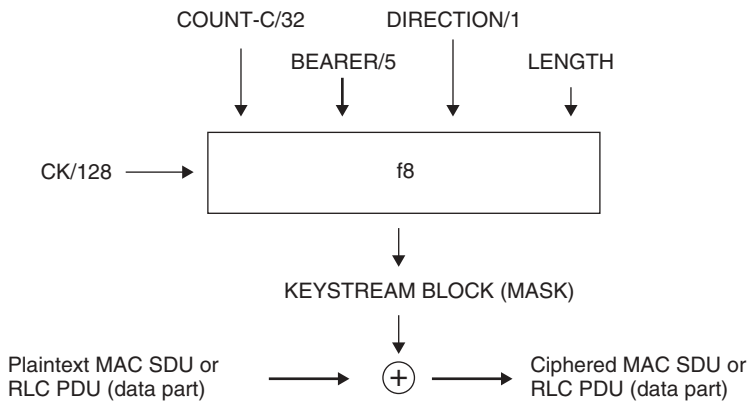 COUNT-C/32
DIRECTION/1
BEARER/5
LENGTH
CK/128
f8
KEYSTREAM BLOCK (MASK)
Plaintext MAC SDU or
RLC PDU (data part)
+
Ciphered MAC SDU or
RLC PDU (data part)